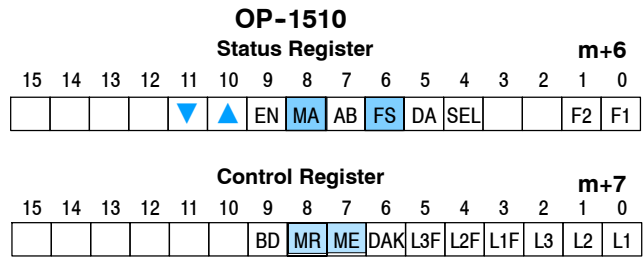 OP-1510
Status Register m+6
15 14 13 12 11 10 9 8 7 6 5 4 3 2 1 0
▼ ▲ EN MA AB FS DA SEL F2 F1
Control Register m+7
15 14 13 12 11 10 9 8 7 6 5 4 3 2 1 0
BD MR ME DAK L3F L2F L1F L3 L2 L1